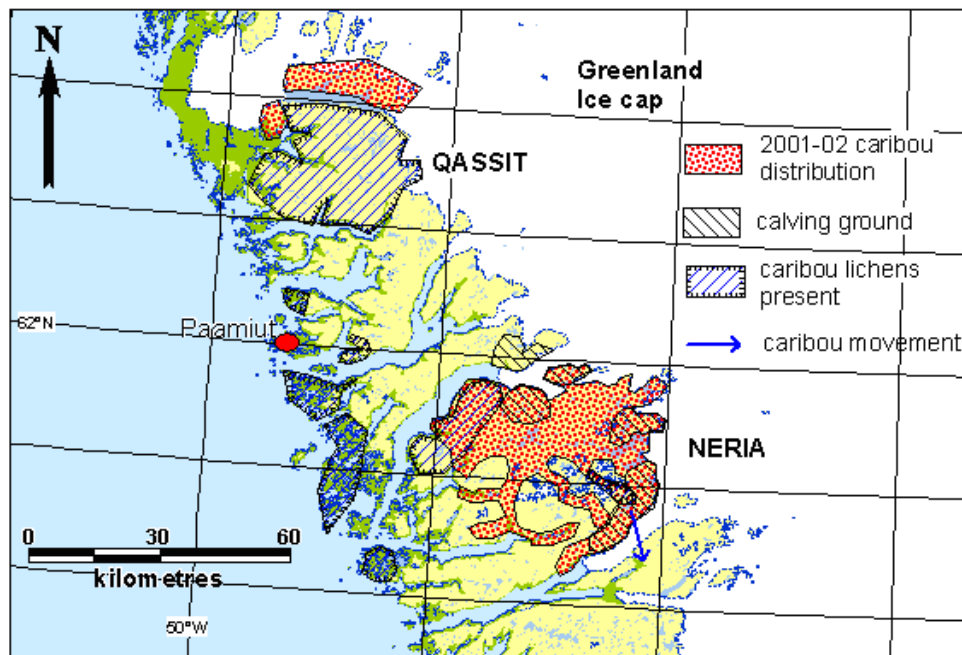 N
Greenland
Ice cap
QASSIT
2001-02 caribou
distribution
calving ground
caribou lichens
present
caribou movement
62°N
Paamiut
NERIA
0 30 60
kilometres
50°W